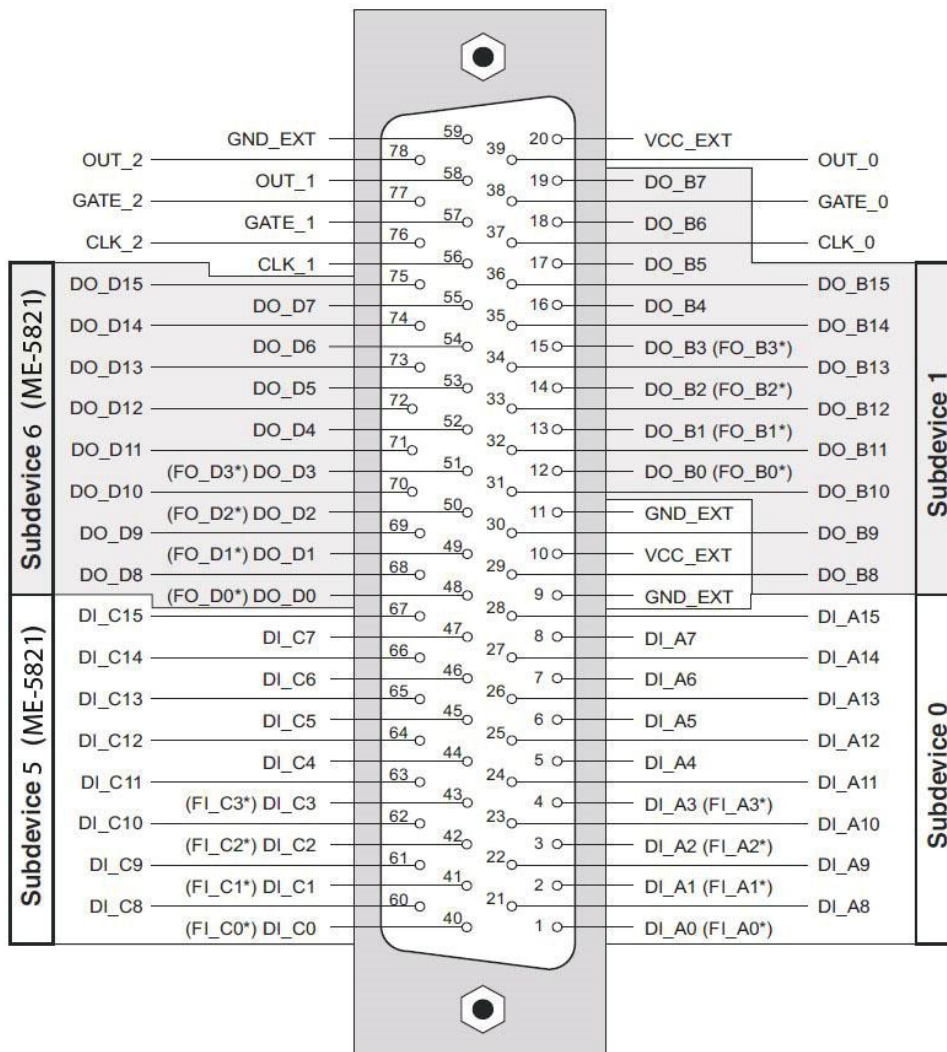 GND_EXT 59 20 VCC_EXT
OUT_2 78 39 OUT_0
OUT_1 58 19 DO_B7
GATE_2 77 38 GATE_0
GATE_1 57 18 DO_B6
CLK_2 76 37 CLK_0
CLK_1 56 17 DO_B5
DO_D15 75 36 DO_B15
DO_D7 55 16 DO_B4
DO_D14 74 35 DO_B14
DO_D6 54 15 DO_B3 (FO_B3*)
DO_D13 73 34 DO_B13
DO_D5 53 14 DO_B2 (FO_B2*)
DO_D12 72 33 DO_B12
DO_D4 52 13 DO_B1 (FO_B1*)
DO_D11 71 32 DO_B11
(FO_D3*) DO_D3 51 12 DO_B0 (FO_B0*)
DO_D10 70 31 DO_B10
(FO_D2*) DO_D2 50 11 GND_EXT
DO_D9 69 30 DO_B9
(FO_D1*) DO_D1 49 10 VCC_EXT
DO_D8 68 29 DO_B8
(FO_D0*) DO_D0 48 9 GND_EXT
DI_C15 67 28 DI_A15
DI_C7 47 8 DI_A7
DI_C14 66 27 DI_A14
DI_C6 46 7 DI_A6
DI_C13 65 26 DI_A13
DI_C5 45 6 DI_A5
DI_C12 64 25 DI_A12
DI_C4 44 5 DI_A4
DI_C11 63 24 DI_A11
(FI_C3*) DI_C3 43 4 DI_A3 (FI_A3*)
DI_C10 62 23 DI_A10
(FI_C2*) DI_C2 42 3 DI_A2 (FI_A2*)
DI_C9 61 22 DI_A9
(FI_C1*) DI_C1 41 2 DI_A1 (FI_A1*)
DI_C8 60 21 DI_A8
(FI_C0*) DI_C0 40 1 DI_A0 (FI_A0*)
Subdevice 6 (ME-5821)
Subdevice 5 (ME-5821)
Subdevice 1
Subdevice 0